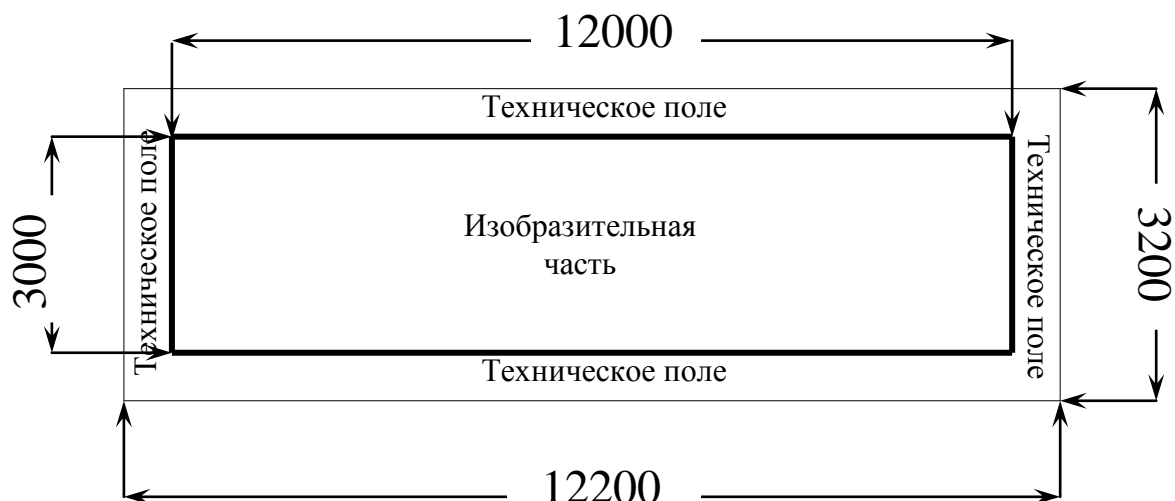 12000
Техническое поле
Техническое поле
3000
Изобразительная
часть
Техническое поле
3200
Техническое поле
12200